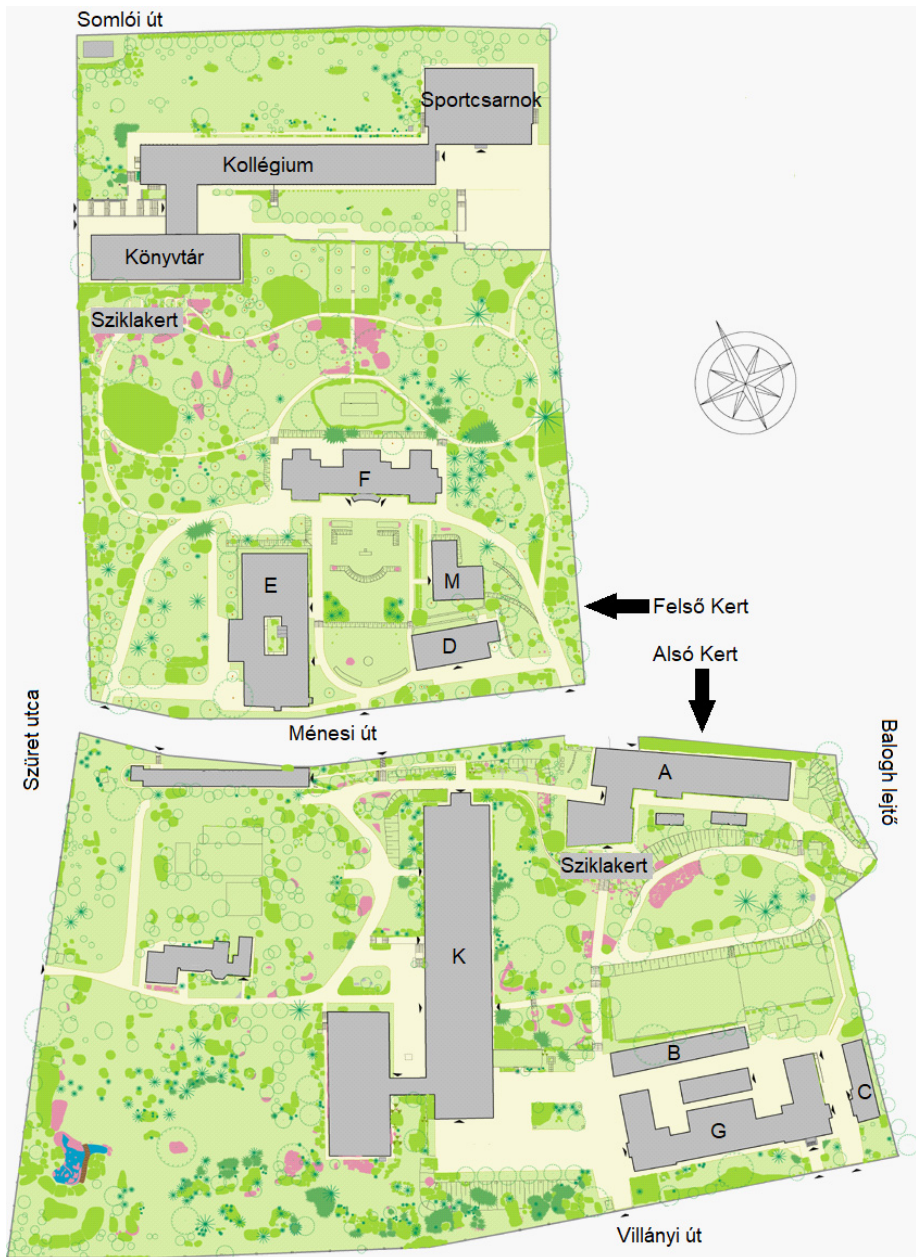 Somlói út
Sportcsarnok
Kollégium
Könyvtár
Sziklakert
F
E
M
D
Felső Kert
Alsó Kert
Szüret utca
Ménesi út
Balogh lejtő
A
Sziklakert
K
B
C
G
Villányi út